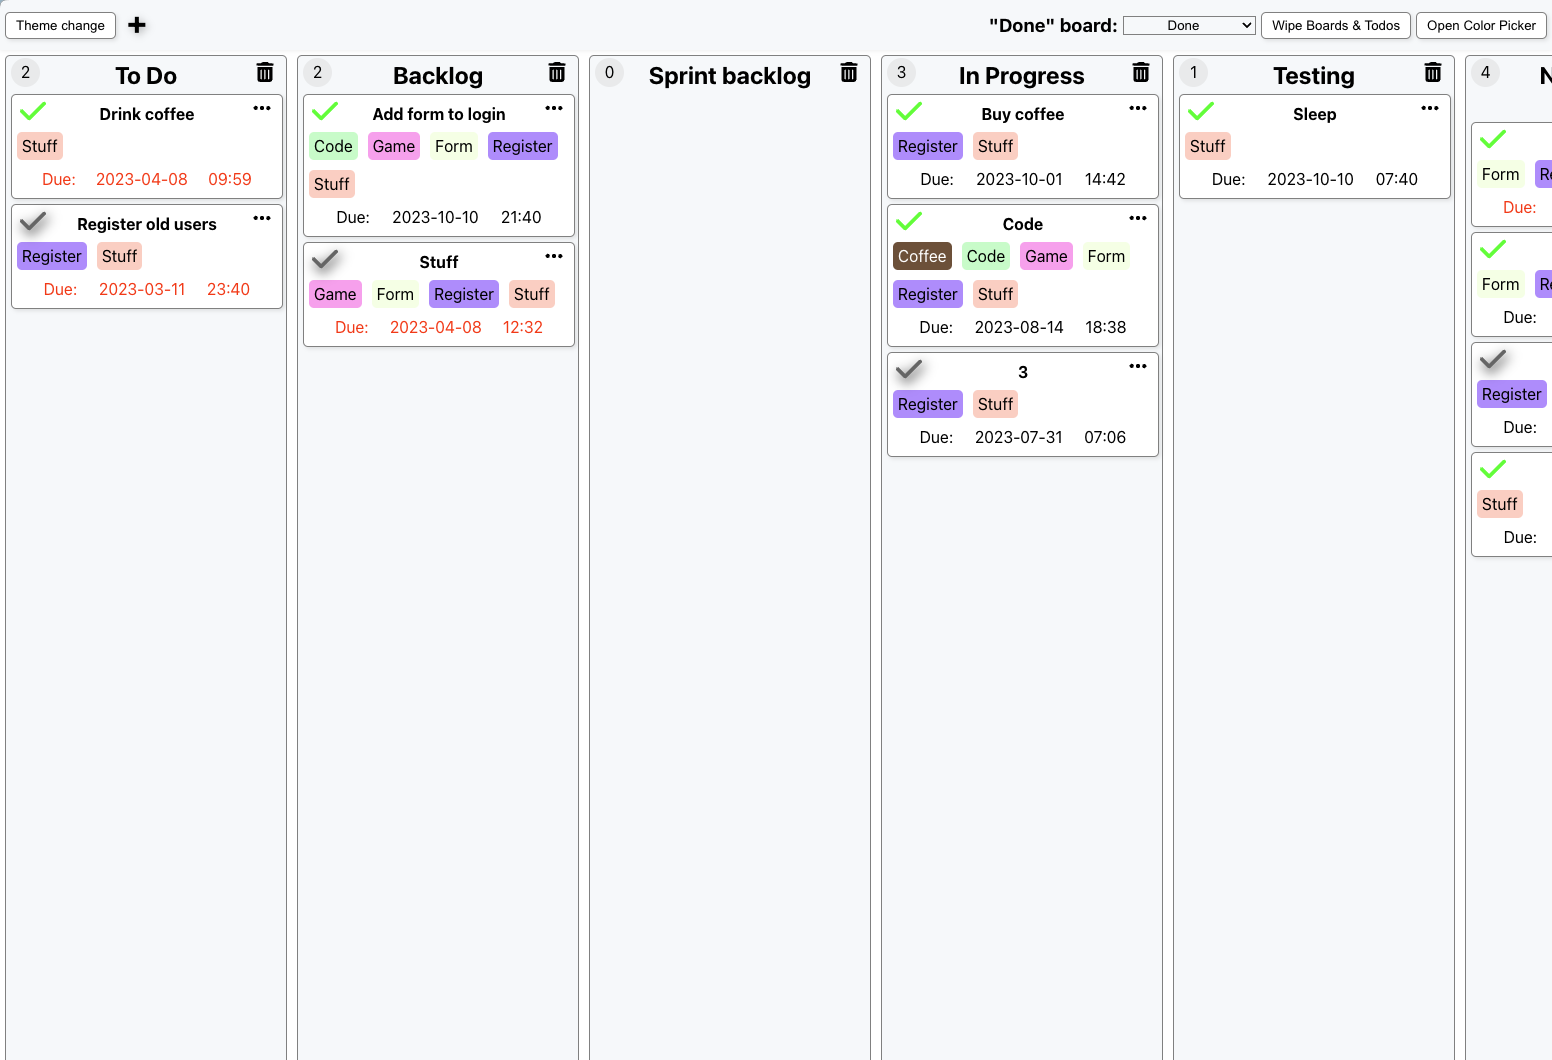 Theme change
"Done" board: Done Wipe Boards & Todos Open Color Picker
2 To Do
Drink coffee
Stuff
Due: 2023-04-08 09:59
Register old users
Register Stuff
Due: 2023-03-11 23:40
2 Backlog
Add form to login
Code Game Form Register
Stuff
Due: 2023-10-10 21:40
Stuff
Game Form Register Stuff
Due: 2023-04-08 12:32
0 Sprint backlog
3 In Progress
Buy coffee
Register Stuff
Due: 2023-10-01 14:42
Code
Coffee Code Game Form
Register Stuff
Due: 2023-08-14 18:38
3
Register Stuff
Due: 2023-07-31 07:06
1 Testing
Sleep
Stuff
Due: 2023-10-10 07:40
4
Form
Due:
Form
Due:
Register
Due:
Stuff
Due: